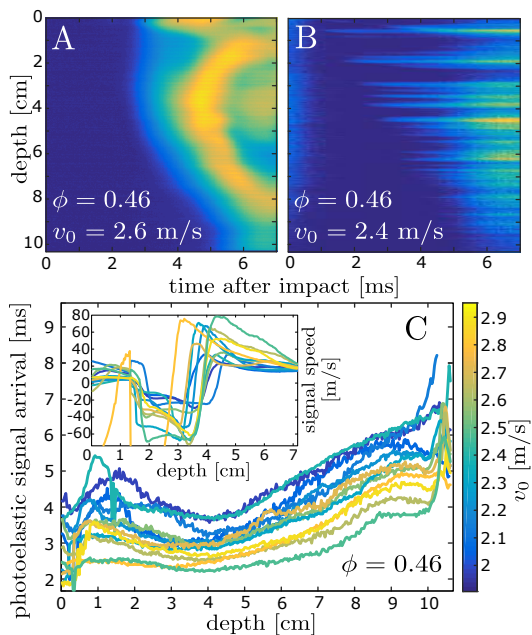 A
B
0
2
4
6
8
10
depth [cm]
ϕ = 0.46
v₀ = 2.6 m/s
ϕ = 0.46
v₀ = 2.4 m/s
0 2 4 6
0 2 4 6
time after impact [ms]
C
photoelastic signal arrival [ms]
9
8
7
6
5
4
3
2
80
60
40
20
0
-20
-40
-60
0 1 2 3 4 5 6 7
depth [cm]
signal speed
[m/s]
ϕ = 0.46
0 1 2 3 4 5 6 7 8 9 10
depth [cm]
2.9
2.8
2.7
2.6
2.5
2.4
2.3
2.2
2.1
2
v₀ [m/s]